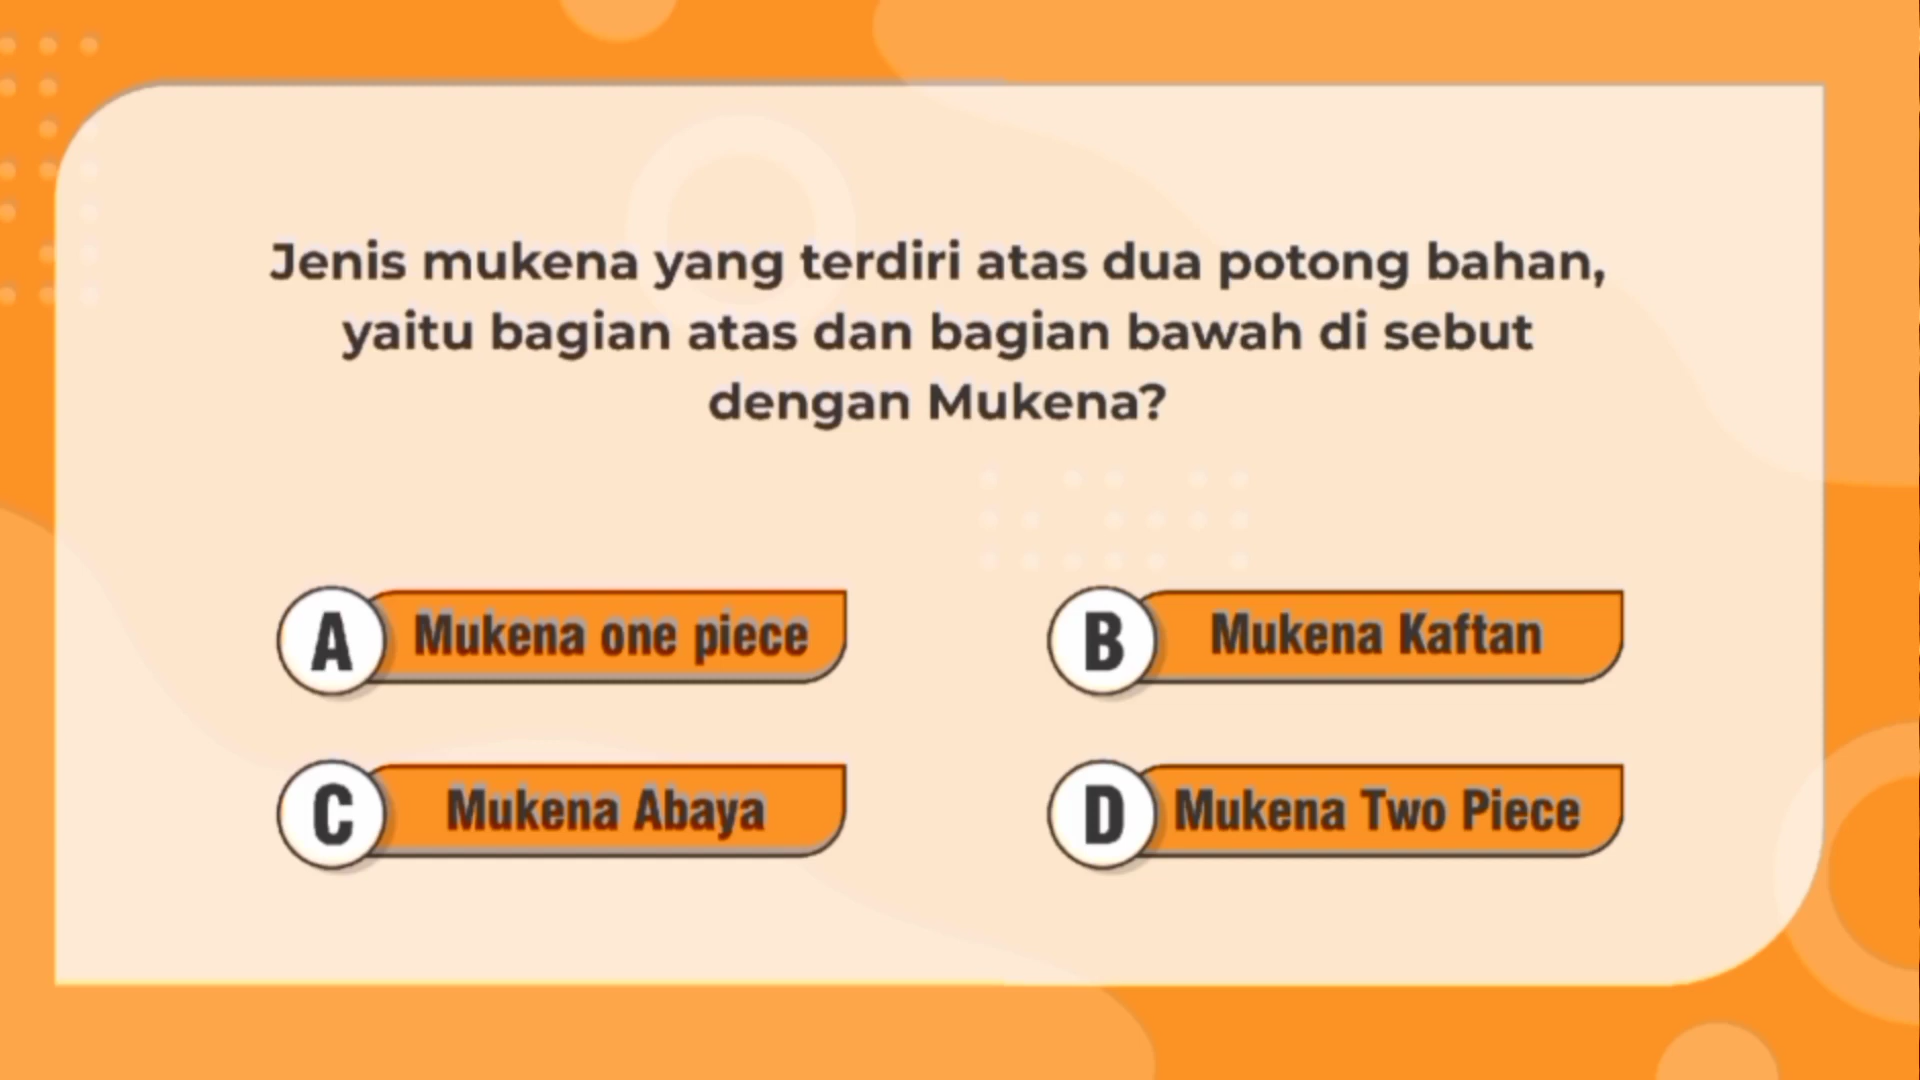 Jenis mukena yang terdiri atas dua potong bahan,
yaitu bagian atas dan bagian bawah di sebut
dengan Mukena?
A Mukena one piece
B Mukena Kaftan
C Mukena Abaya
D Mukena Two Piece